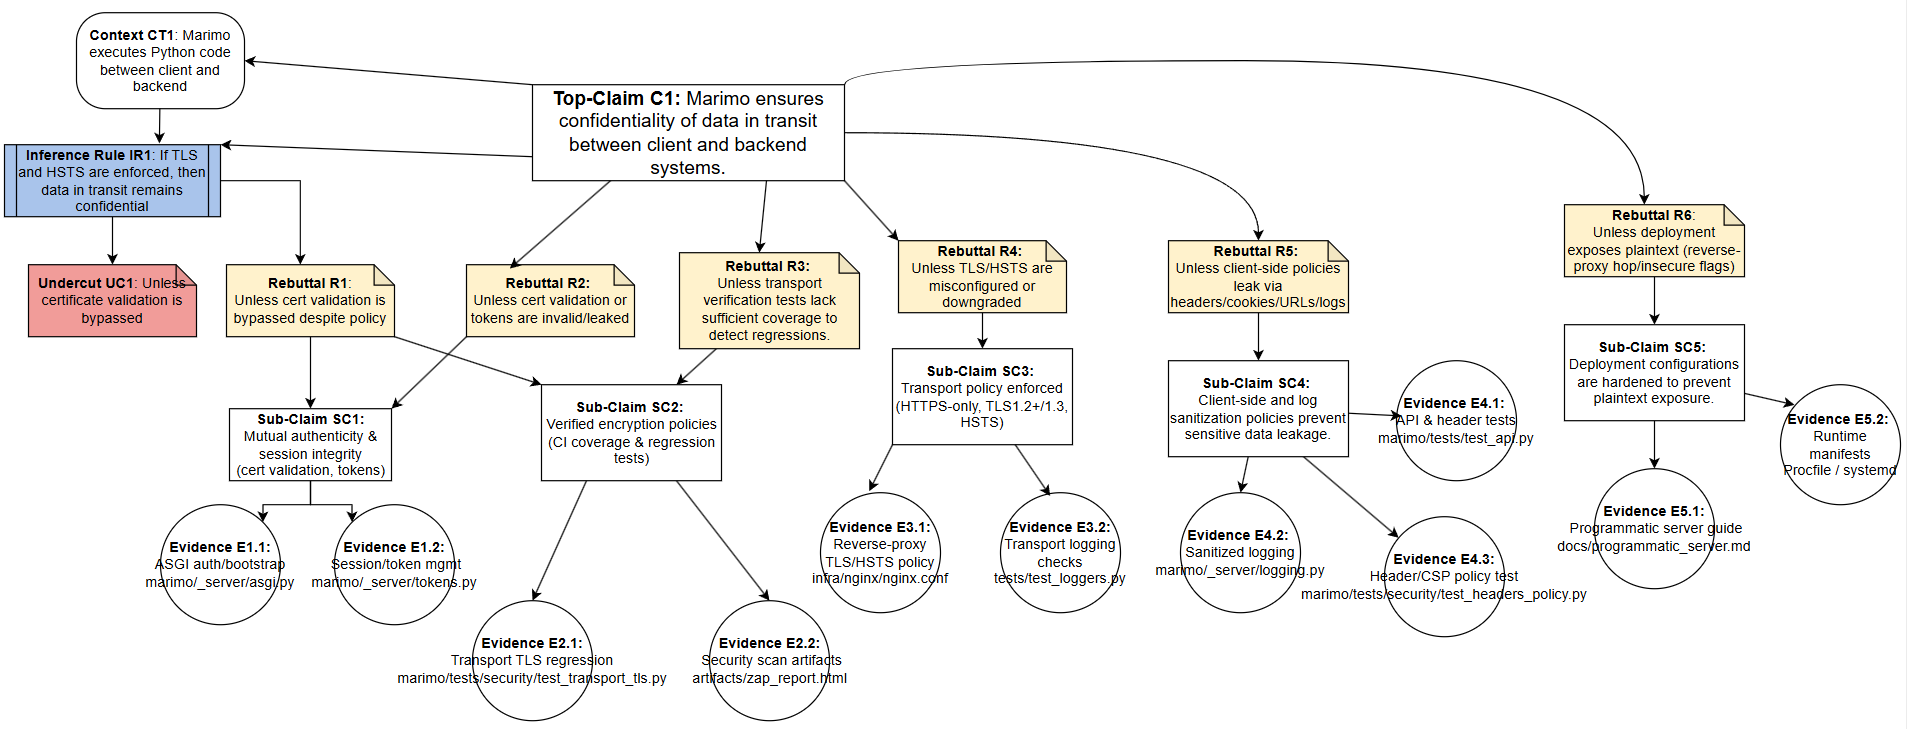 Context CT1: Marimo
executes Python code
between client and
backend
Top-Claim C1: Marimo ensures
confidentiality of data in transit
between client and backend
systems.
Inference Rule IR1: If TLS
and HSTS are enforced, then
data in transit remains
confidential
Undercut UC1: Unless
certificate validation is
bypassed
Rebuttal R1:
Unless cert validation is
bypassed despite policy
Rebuttal R2:
Unless cert validation or
tokens are invalid/leaked
Rebuttal R3:
Unless transport
verification tests lack
sufficient coverage to
detect regressions.
Rebuttal R4:
Unless TLS/HSTS are
misconfigured or
downgraded
Rebuttal R5:
Unless client-side policies
leak via
headers/cookies/URLs/logs
Rebuttal R6:
Unless deployment
exposes plaintext (reverse-
proxy hop/insecure flags)
Sub-Claim SC1:
Mutual authenticity &
session integrity
(cert validation, tokens)
Sub-Claim SC2:
Verified encryption policies
(CI coverage & regression
tests)
Sub-Claim SC3:
Transport policy enforced
(HTTPS-only, TLS1.2+/1.3,
HSTS)
Sub-Claim SC4:
Client-side and log
sanitization policies prevent
sensitive data leakage.
Sub-Claim SC5:
Deployment configurations
are hardened to prevent
plaintext exposure.
Evidence E1.1:
ASGI auth/bootstrap
marimo/_server/asgi.py
Evidence E1.2:
Session/token mgmt
marimo/_server/tokens.py
Evidence E2.1:
Transport TLS regression
marimo/tests/security/test_transport_tls.py
Evidence E2.2:
Security scan artifacts
artifacts/zap_report.html
Evidence E3.1:
Reverse-proxy
TLS/HSTS policy
infra/nginx/nginx.conf
Evidence E3.2:
Transport logging
checks
tests/test_loggers.py
Evidence E4.1:
API & header tests
marimo/tests/test_api.py
Evidence E4.2:
Sanitized logging
marimo/_server/logging.py
Evidence E4.3:
Header/CSP policy test
marimo/tests/security/test_headers_policy.py
Evidence E5.1:
Programmatic server guide
docs/programmatic_server.md
Evidence E5.2:
Runtime
manifests
Procfile / systemd